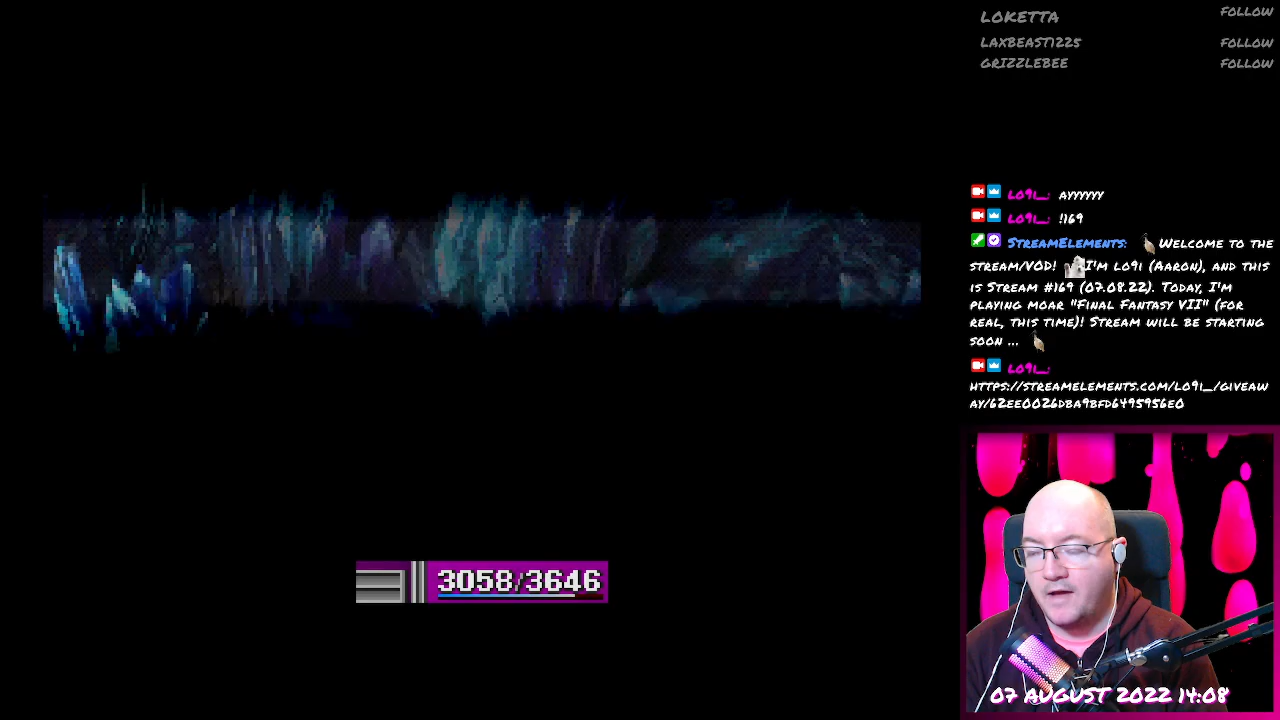 LOKETTA FOLLOW
LAXBEAST1225 FOLLOW
GRIZZLEBEE FOLLOW
LO9I_: AYYYYYY
LO9I_: !169
STREAMELEMENTS: WELCOME TO THE
STREAM/VOD! I'M LO9I (AARON), AND THIS
IS STREAM #169 (07.08.22). TODAY, I'M
PLAYING MOAR "FINAL FANTASY VII" (FOR
REAL, THIS TIME)! STREAM WILL BE STARTING
SOON ...
LO9I_:
HTTPS://STREAMELEMENTS.COM/LO9I_/GIVEAW
AY/62EE0026DBA9BFD6495956E0
3058/3646
07 AUGUST 2022 14:08